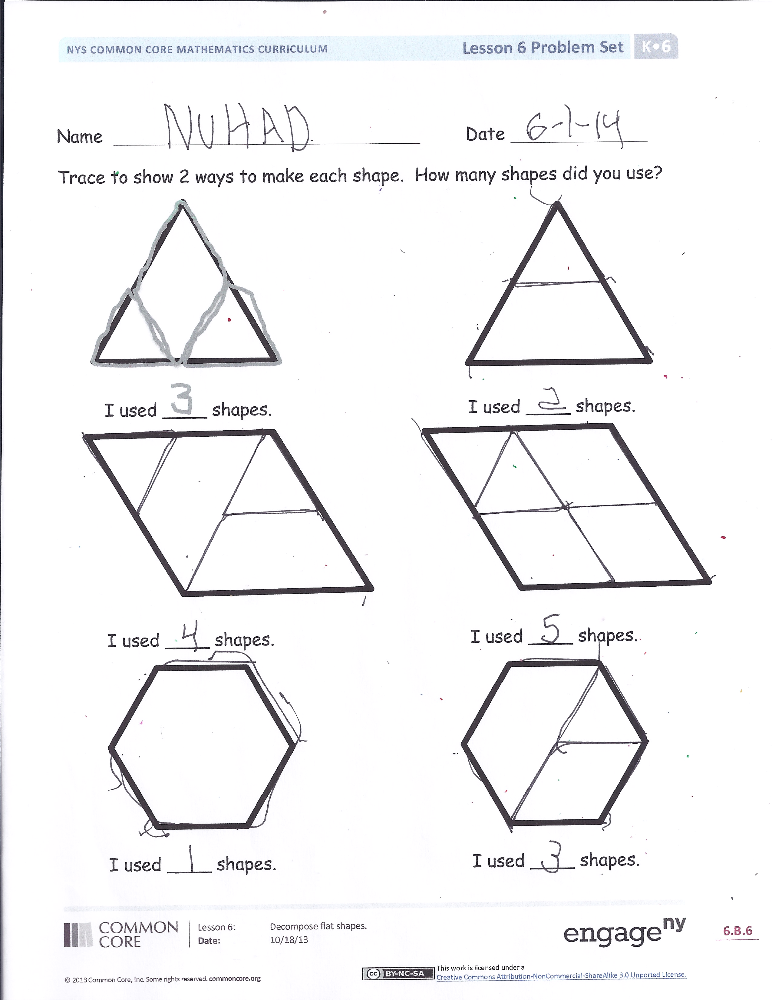 NYS COMMON CORE MATHEMATICS CURRICULUM Lesson 6 Problem Set K•6
Name NUHAD Date 6-1-14
Trace to show 2 ways to make each shape. How many shapes did you use?
I used 3 shapes. I used 2 shapes.
I used 4 shapes. I used 5 shapes.
I used 1 shapes. I used 3 shapes.
COMMON CORE
Lesson 6: Decompose flat shapes.
Date: 10/18/13
engage ny
6.B.6
© 2013 Common Core, Inc. Some rights reserved. commoncore.org
cc BY-NC-SA
This work is licensed under a
Creative Commons Attribution-NonCommercial-ShareAlike 3.0 Unported License.